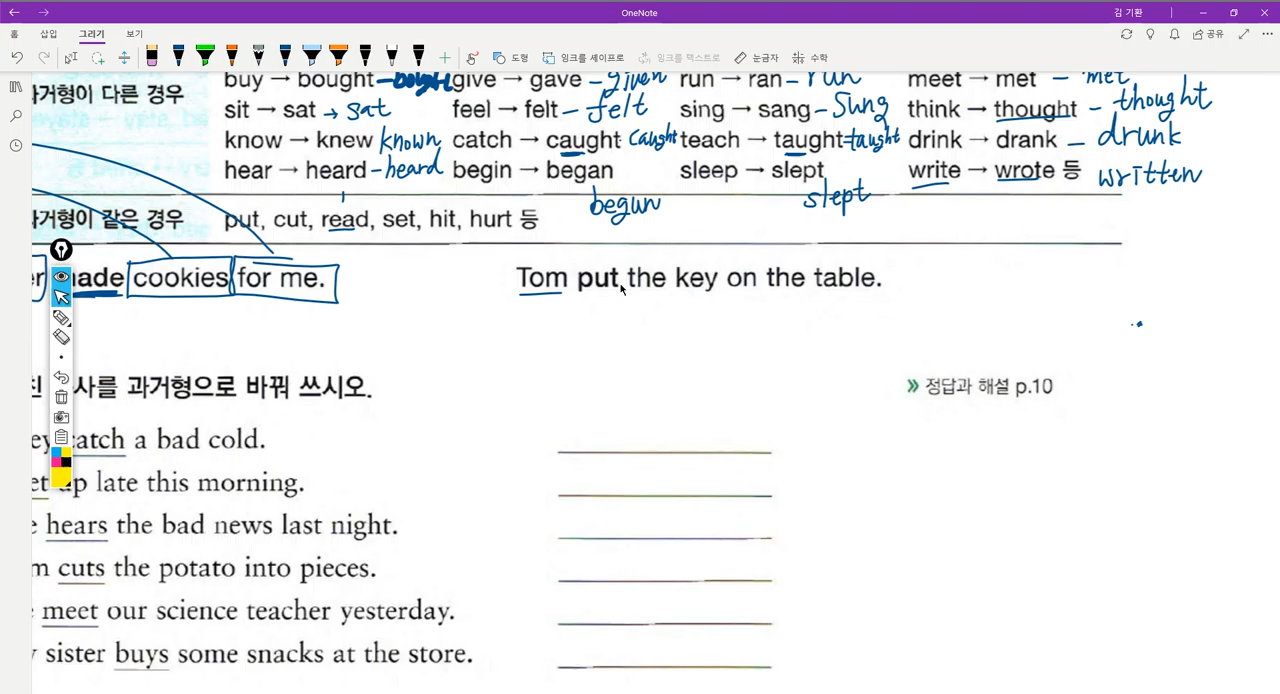 OneNote
김 기환
홈 삽입 그리기 보기
공유
도형 잉크를 셰이프로 잉크를 텍스트로 눈금자 수학
buy → bought - bought give → gave - given run → ran - run meet → met - met
과거형이 다른 경우
sit → sat → sat feel → felt - felt sing → sang - sung think → thought - thought
know → knew known catch → caught caught teach → taught - taught drink → drank - drunk
hear → heard - heard begin → began begun sleep → slept slept write → wrote 등 written
과거형이 같은 경우 put, cut, read, set, hit, hurt 등
made cookies for me. Tom put the key on the table.
사를 과거형으로 바꿔 쓰시오. » 정답과 해설 p.10
catch a bad cold.
up late this morning.
hears the bad news last night.
cuts the potato into pieces.
meet our science teacher yesterday.
sister buys some snacks at the store.